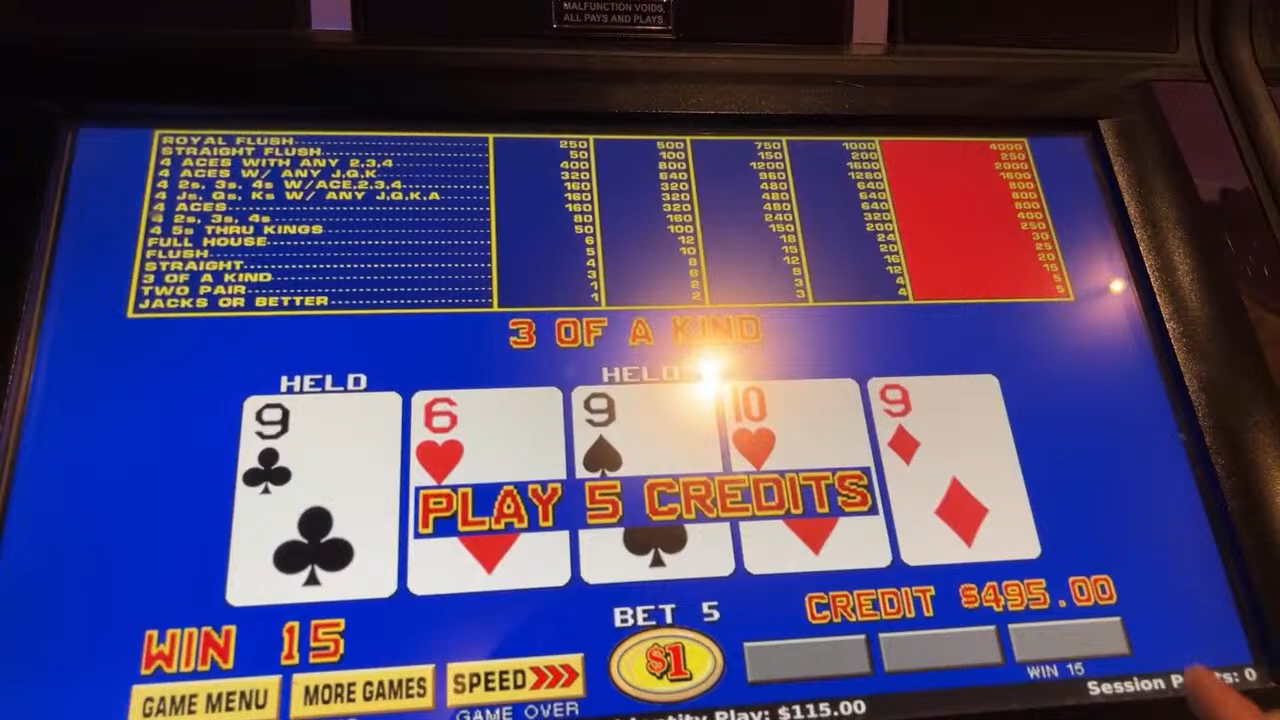 MALFUNCTION VOIDS,
ALL PAYS AND PLAYS
ROYAL FLUSH 250 500 750 1000 4000
STRAIGHT FLUSH 50 100 150 200 250
4 ACES WITH ANY 2,3,4 400 800 1200 1600 2000
4 ACES W/ ANY J,Q,K 320 640 960 1280 1600
4 2s, 3s, 4s W/ACE,2,3,4 160 320 480 640 800
4 Js, Qs, Ks W/ ANY J,Q,K,A 160 320 480 640 800
4 ACES 160 320 480 640 800
4 2s, 3s, 4s 80 160 240 320 400
4 5s THRU KINGS 50 100 150 200 250
FULL HOUSE 6 12 18 24 30
FLUSH 5 10 15 20 25
STRAIGHT 4 8 12 16 20
3 OF A KIND 3 6 9 12 15
TWO PAIR 1 2 3 4 5
JACKS OR BETTER 1 2 3 4 5
3 OF A KIND
HELD HELD
9 6 9 10 9
PLAY 5 CREDITS
WIN 15 BET 5 CREDIT $495.00
GAME MENU MORE GAMES SPEED $1
GAME OVER WIN 15
Play: $115.00 Session : 0